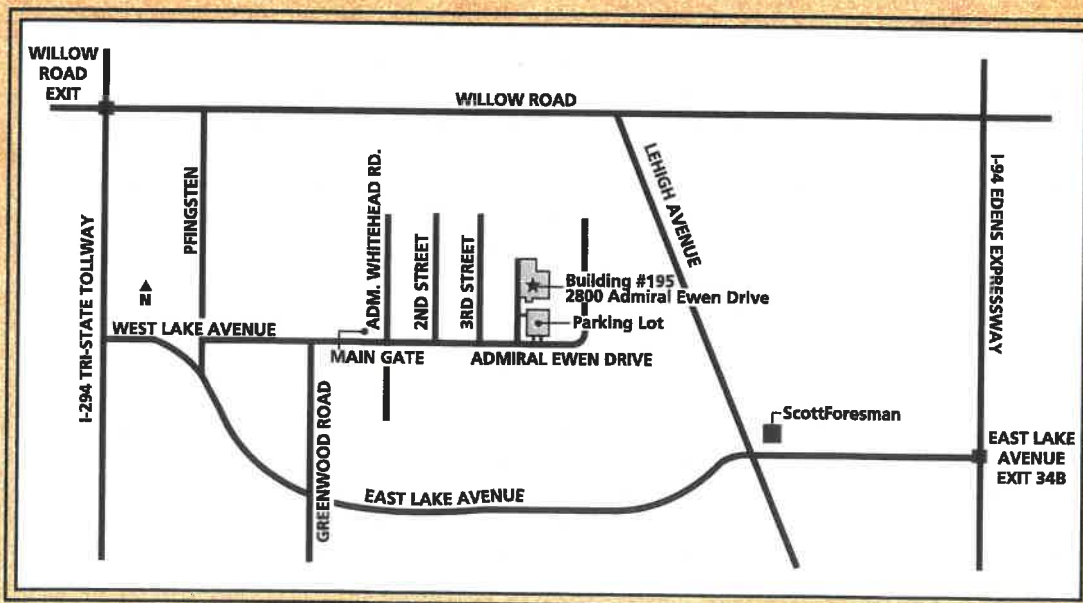 WILLOW
ROAD
EXIT
WILLOW ROAD
I-294 TRI-STATE TOLLWAY
PFINGSTEN
ADM. WHITEHEAD RD.
2ND STREET
3RD STREET
LEHIGH AVENUE
I-94 EDENS EXPRESSWAY
N
Building #195
2800 Admiral Ewen Drive
Parking Lot
WEST LAKE AVENUE
MAIN GATE
ADMIRAL EWEN DRIVE
GREENWOOD ROAD
EAST LAKE AVENUE
ScottForesman
EAST LAKE
AVENUE
EXIT 34B